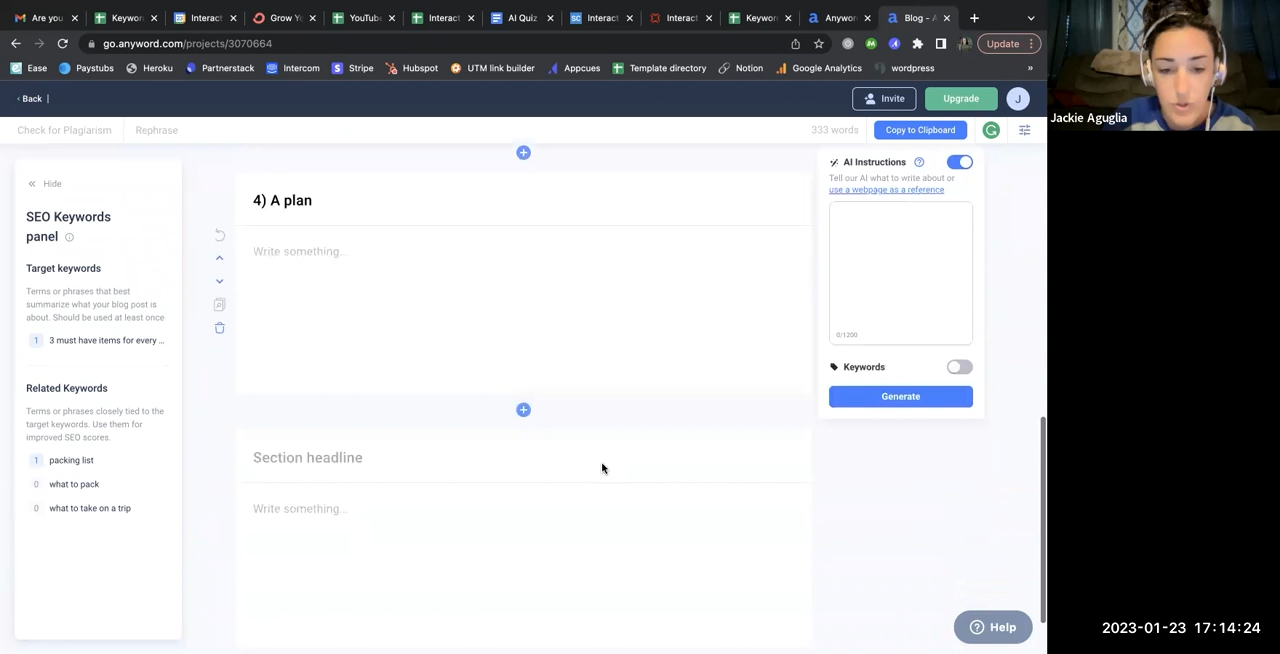 Are you
Keyword
Interact
Grow Y
YouTube
Interact
AI Quiz
Interact
Interact
Keywor
Anywor
Blog - A
go.anyword.com/projects/3070664
Update
Ease
Paystubs
Heroku
Partnerstack
Intercom
Stripe
Hubspot
UTM link builder
Appcues
Template directory
Notion
Google Analytics
wordpress
»
Jackie Aguglia
‹ Back |
Invite
Upgrade
J
Check for Plagiarism
Rephrase
333 words
Copy to Clipboard
Hide
SEO Keywords
panel
Target keywords
Terms or phrases that best
summarize what your blog post is
about. Should be used at least once
1 3 must have items for every ...
Related Keywords
Terms or phrases closely tied to the
target keywords. Use them for
improved SEO scores.
1 packing list
0 what to pack
0 what to take on a trip
4) A plan
Write something...
Section headline
Write something...
AI Instructions
Tell our AI what to write about or
use a webpage as a reference
0/1200
Keywords
Generate
Help
2023-01-23 17:14:24